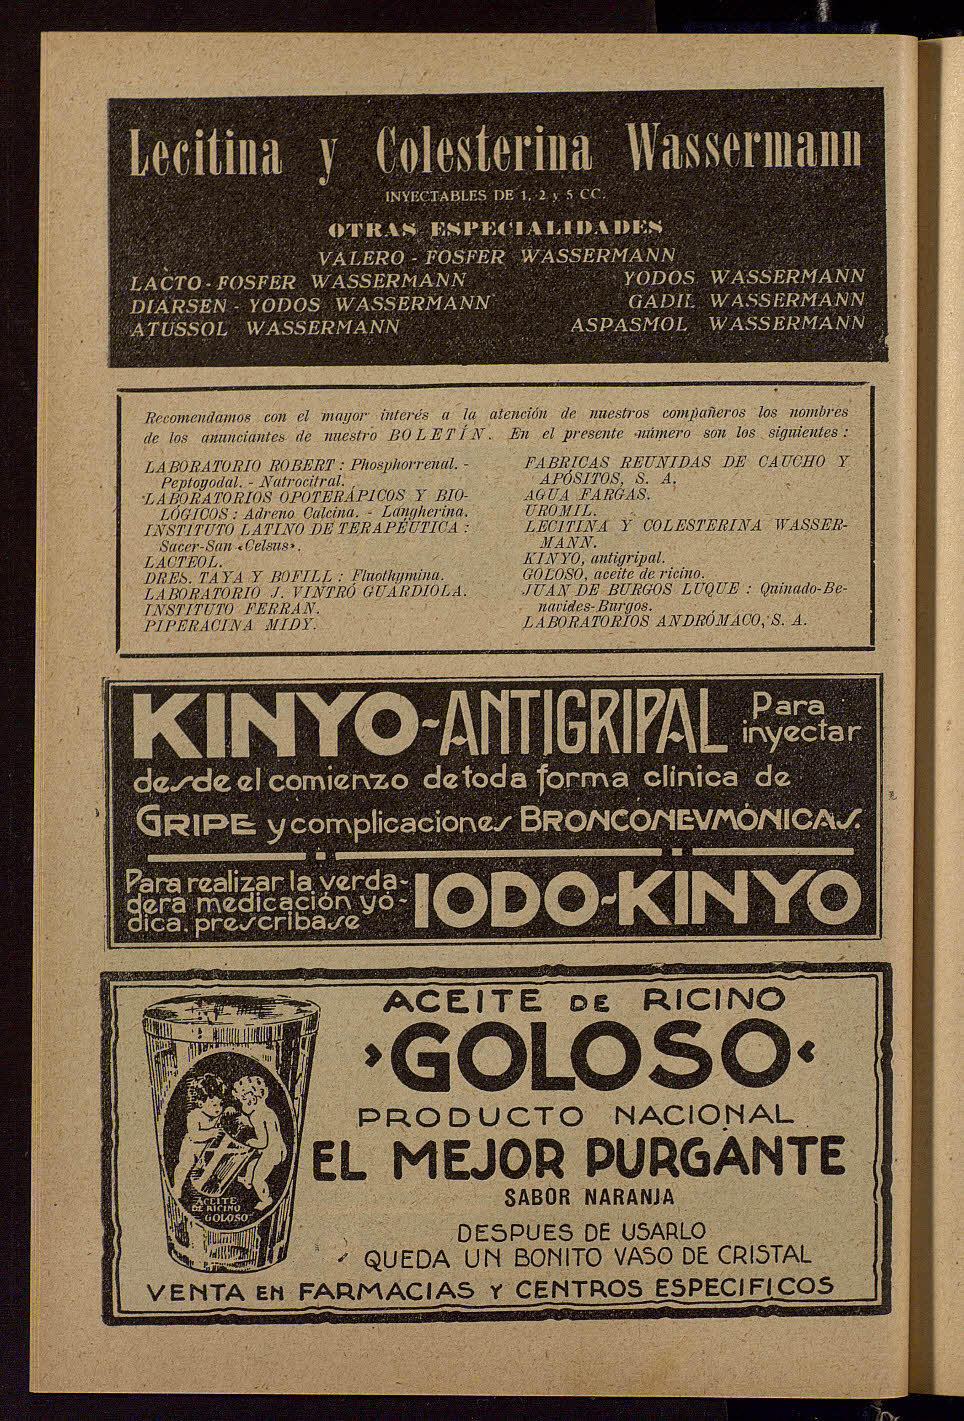 Lecitina y Colesterina Wassermann
INYECTABLES DE 1, 2 y 5 CC.
OTRAS ESPECIALIDADES
VALERO - FOSFER WASSERMANN
LACTO - FOSFER WASSERMANN
YODOS WASSERMANN
DIARSEN - YODOS WASSERMANN
GADIL WASSERMANN
ATUSSOL WASSERMANN
ASPASMOL WASSERMANN
Recomendamos con el mayor interés a la atención de nuestros compañeros los nombres
de los anunciantes de nuestro BOLETÍN. En el presente número son los siguientes :
LABORATORIO ROBERT : Phosphorrenal. -
Peptoyodal. - Natrocitral.
LABORATORIOS OPOTERÁPICOS Y BIO-
LÓGICOS : Adreno Calcina. - Langherina.
INSTITUTO LATINO DE TERAPÉUTICA :
Sacer-San «Celsus».
LACTEOL.
DRES. TAYA Y BOFILL : Fluothymina.
LABORATORIO J. VINTRÓ GUARDIOLA.
INSTITUTO FERRAN.
PIPERACINA MIDY.
FABRICAS REUNIDAS DE CAUCHO Y
APÓSITOS, S. A.
AGUA FARGAS.
UROMIL.
LECITINA Y COLESTERINA WASSER-
MANN.
KINYO, antigripal.
GOLOSO, aceite de ricino.
JUAN DE BURGOS LUQUE : Quinado-Be-
navides-Burgos.
LABORATORIOS ANDRÓMACO, S. A.
KINYO-ANTIGRIPAL Para
inyectar
desde el comienzo de toda forma clínica de
GRIPE y complicaciones BRONCONEVMÓNICAS.
Para realizar la verda-
dera medicación yó-
dica, prescribase
IODO-KINYO
ACEITE DE RICINO
GOLOSO
PRODUCTO NACIONAL
EL MEJOR PURGANTE
SABOR NARANJA
ACEITE
DE RICINO
GOLOSO
DESPUES DE USARLO
QUEDA UN BONITO VASO DE CRISTAL
VENTA EN FARMACIAS Y CENTROS ESPECIFICOS